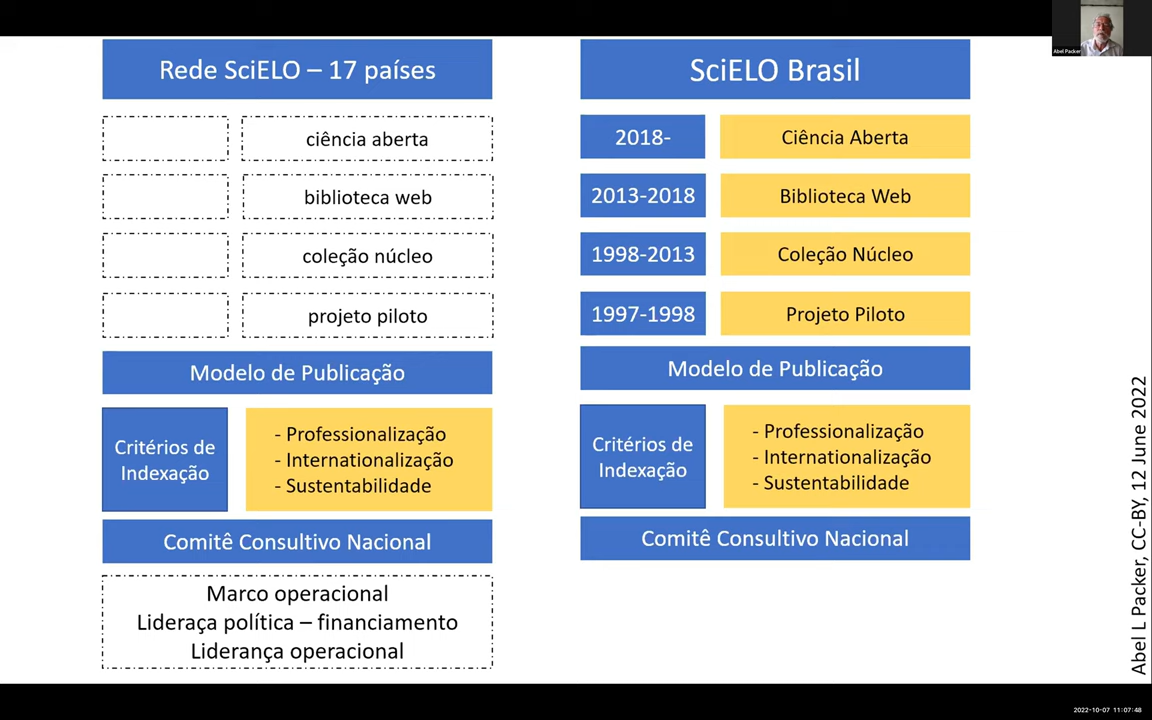 Rede SciELO – 17 países
ciência aberta
biblioteca web
coleção núcleo
projeto piloto
Modelo de Publicação
Critérios de
Indexação
- Professionalização
- Internationalização
- Sustentabilidade
Comitê Consultivo Nacional
Marco operacional
Lideraça política – financiamento
Liderança operacional
SciELO Brasil
2018-
Ciência Aberta
2013-2018
Biblioteca Web
1998-2013
Coleção Núcleo
1997-1998
Projeto Piloto
Modelo de Publicação
Critérios de
Indexação
- Professionalização
- Internationalização
- Sustentabilidade
Comitê Consultivo Nacional
Abel L Packer, CC-BY, 12 June 2022
Abel Packer
2022-10-07 11:07:48